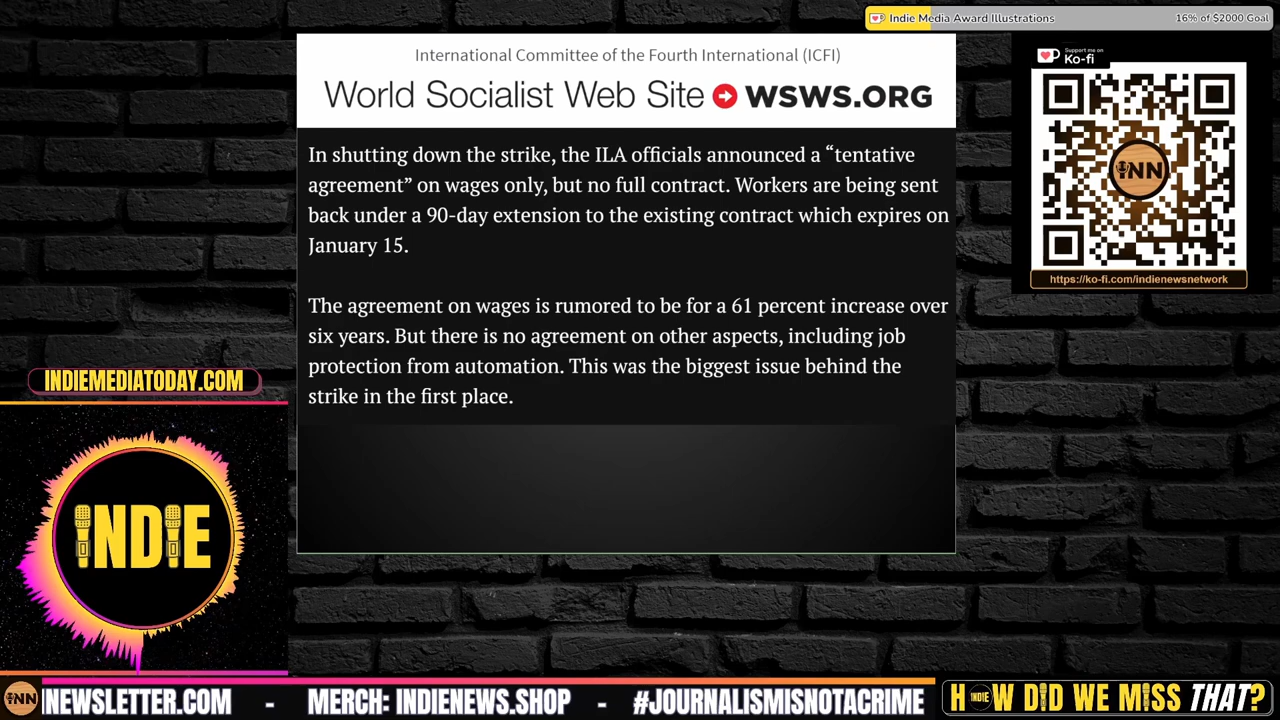 Indie Media Award Illustrations
16% of $2000 Goal
International Committee of the Fourth International (ICFI)
World Socialist Web Site WSWS.ORG
Support me on
Ko-fi
In shutting down the strike, the ILA officials announced a “tentative
agreement” on wages only, but no full contract. Workers are being sent
back under a 90-day extension to the existing contract which expires on
January 15.
The agreement on wages is rumored to be for a 61 percent increase over
six years. But there is no agreement on other aspects, including job
protection from automation. This was the biggest issue behind the
strike in the first place.
INN
https://ko-fi.com/indienewsnetwork
INDIEMEDIATODAY.COM
INDIE
INN
NEWSLETTER.COM - MERCH: INDIENEWS.SHOP - #JOURNALISMISNOTACRIME
HOW DID WE MISS THAT?
INDIE